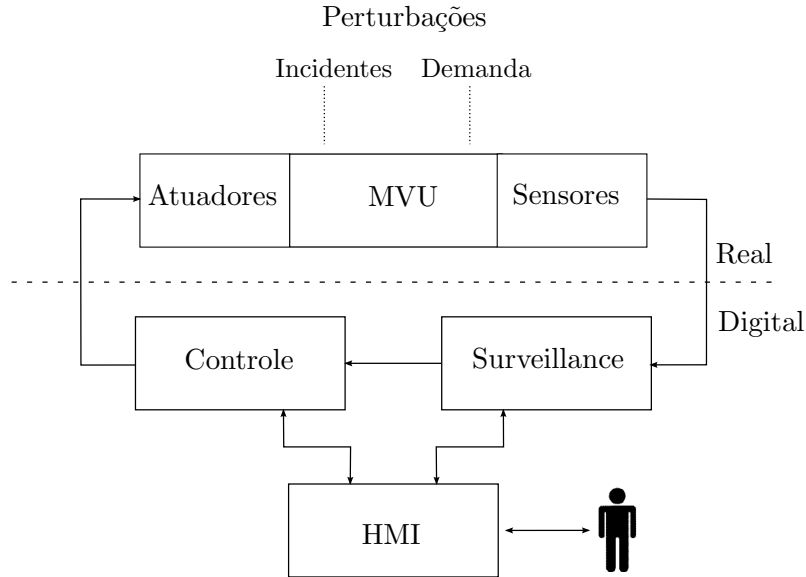 Perturbações
Incidentes
Demanda
Atuadores
MVU
Sensores
Real
Digital
Controle
Surveillance
HMI